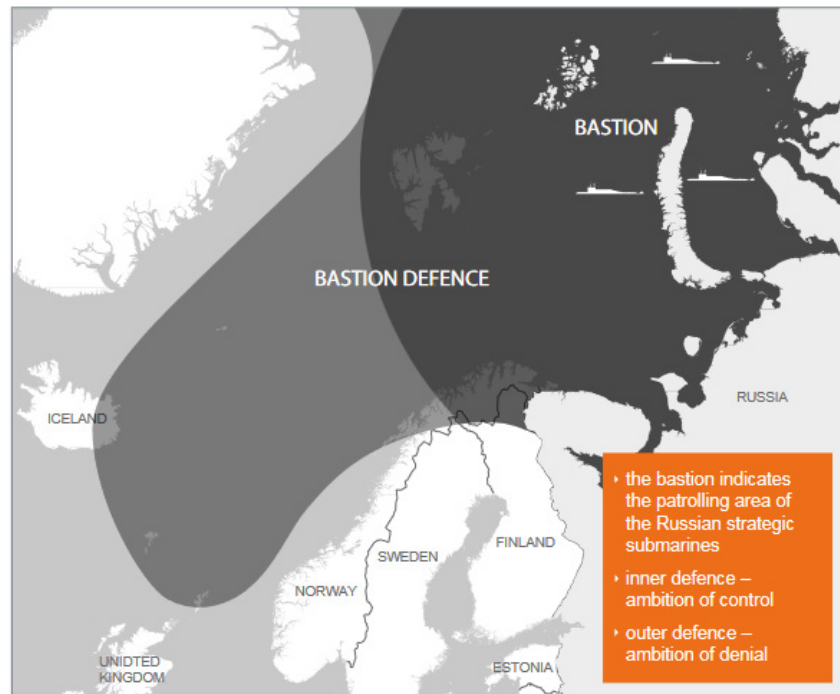 BASTION
BASTION DEFENCE
ICELAND
RUSSIA
FINLAND
SWEDEN
NORWAY
UNIDTED
KINGDOM
ESTONIA
‣ the bastion indicates
the patrolling area of
the Russian strategic
submarines
‣ inner defence –
ambition of control
‣ outer defence –
ambition of denial